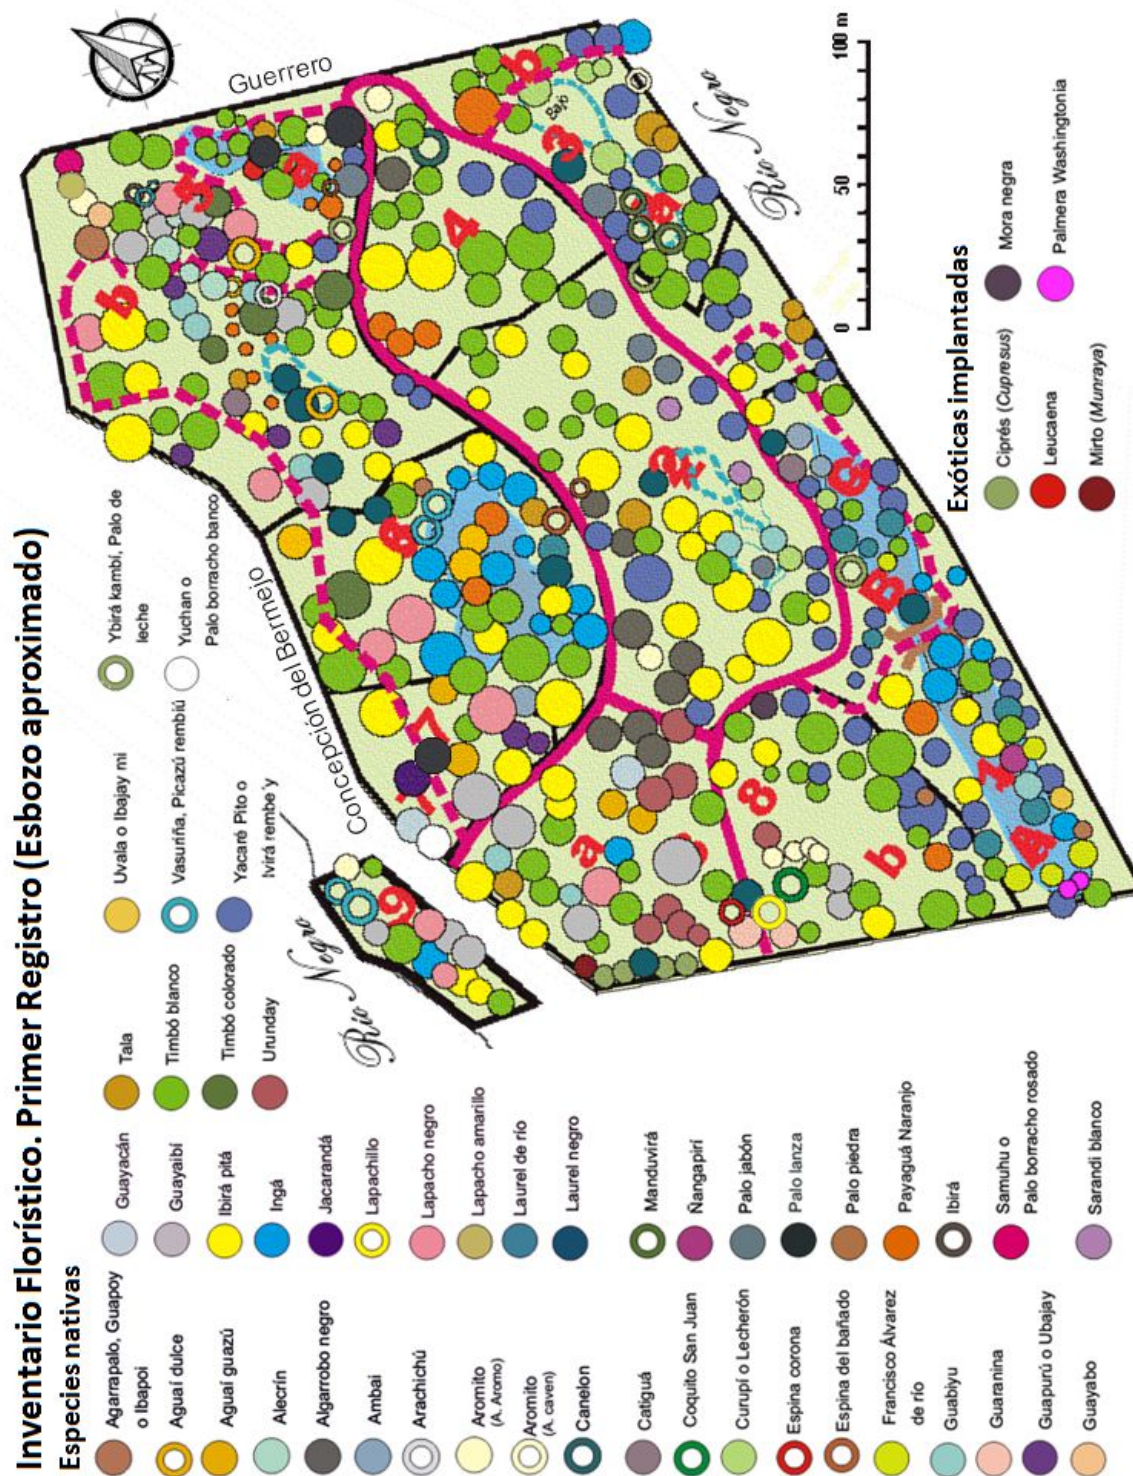 Inventario Florístico. Primer Registro (Esbozo aproximado)
Especies nativas
Agarrapalo, Guapoy
o Ibapoi
Aguaí dulce
Aguaí guazú
Alecrín
Algarrobo negro
Ambai
Arachichú
Aromito
(A. Aromo)
Aromito
(A. caven)
Canelon
Catiguá
Coquito San Juan
Curupí o Lecherón
Espina corona
Espina del bañado
Francisco Álvarez
de río
Guabiyu
Guaranina
Guapurú o Ubajay
Guayabo
Guayacán
Guayaibí
Ibirá pitá
Ingá
Jacarandá
Lapachillo
Lapacho negro
Lapacho amarillo
Laurel de río
Laurel negro
Manduvirá
Ñangapirí
Palo jabón
Palo lanza
Palo piedra
Payaguá Naranjo
Ibirá
Samuhu o
Palo borracho rosado
Sarandi blanco
Tala
Timbó blanco
Timbó colorado
Urunday
Uvala o Ibajay mi
Vasuriña, Picazú rembiú
Yacaré Pito o
Ivirá rembe'y
Ybirá kambí, Palo de
leche
Yuchan o
Palo borracho banco
Concepción del Bermejo
Guerrero
Río Negro
Río Negro
Bajo
4
6
7
8
9
a
b
b
b
B
0
50
100 m
Exóticas implantadas
Ciprés (Cupresus)
Leucaena
Mirto (Munraya)
Mora negra
Palmera Washingtonia